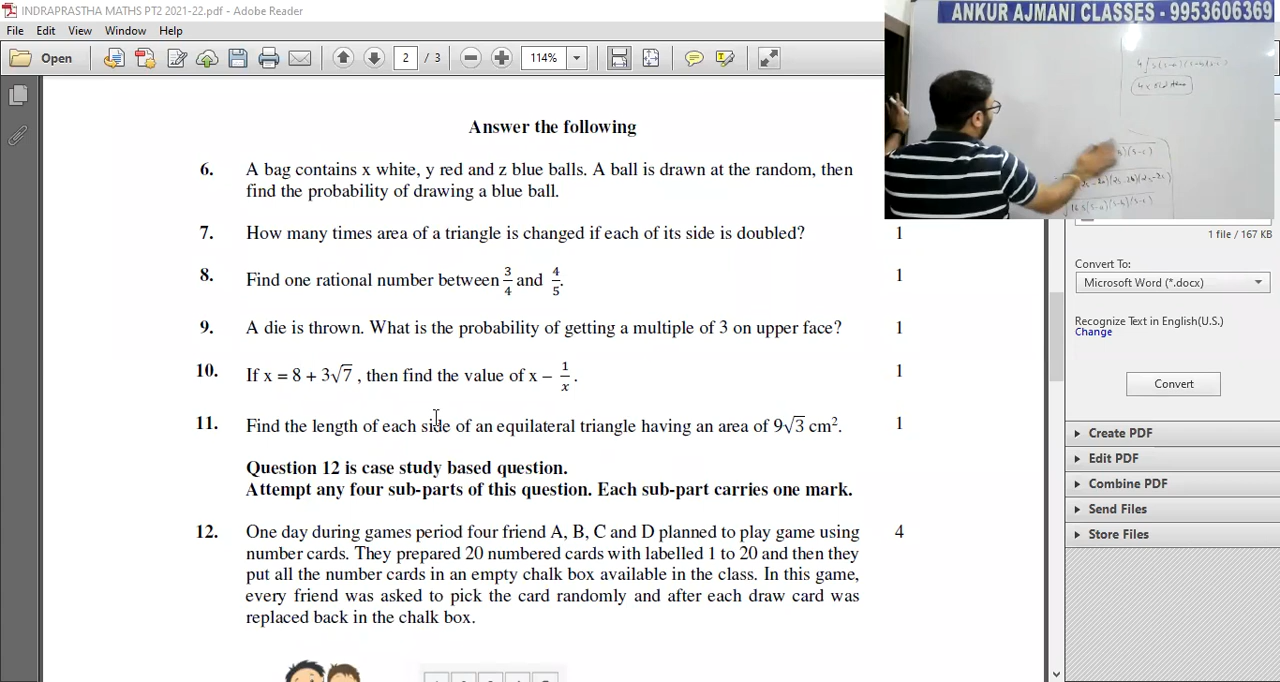 INDRAPRASTHA MATHS PT2 2021-22.pdf - Adobe Reader
File Edit View Window Help
Open 2 / 3 114%
ANKUR AJMANI CLASSES - 9953606369
Answer the following
6. A bag contains x white, y red and z blue balls. A ball is drawn at the random, then
find the probability of drawing a blue ball.
7. How many times area of a triangle is changed if each of its side is doubled? 1
8. Find one rational number between 3/4 and 4/5. 1
9. A die is thrown. What is the probability of getting a multiple of 3 on upper face? 1
10. If x = 8 + 3√7 , then find the value of x − 1/x . 1
11. Find the length of each side of an equilateral triangle having an area of 9√3 cm². 1
Question 12 is case study based question.
Attempt any four sub-parts of this question. Each sub-part carries one mark.
12. One day during games period four friend A, B, C and D planned to play game using 4
number cards. They prepared 20 numbered cards with labelled 1 to 20 and then they
put all the number cards in an empty chalk box available in the class. In this game,
every friend was asked to pick the card randomly and after each draw card was
replaced back in the chalk box.
1 file / 167 KB
Convert To:
Microsoft Word (*.docx)
Recognize Text in English(U.S.)
Change
Convert
Create PDF
Edit PDF
Combine PDF
Send Files
Store Files